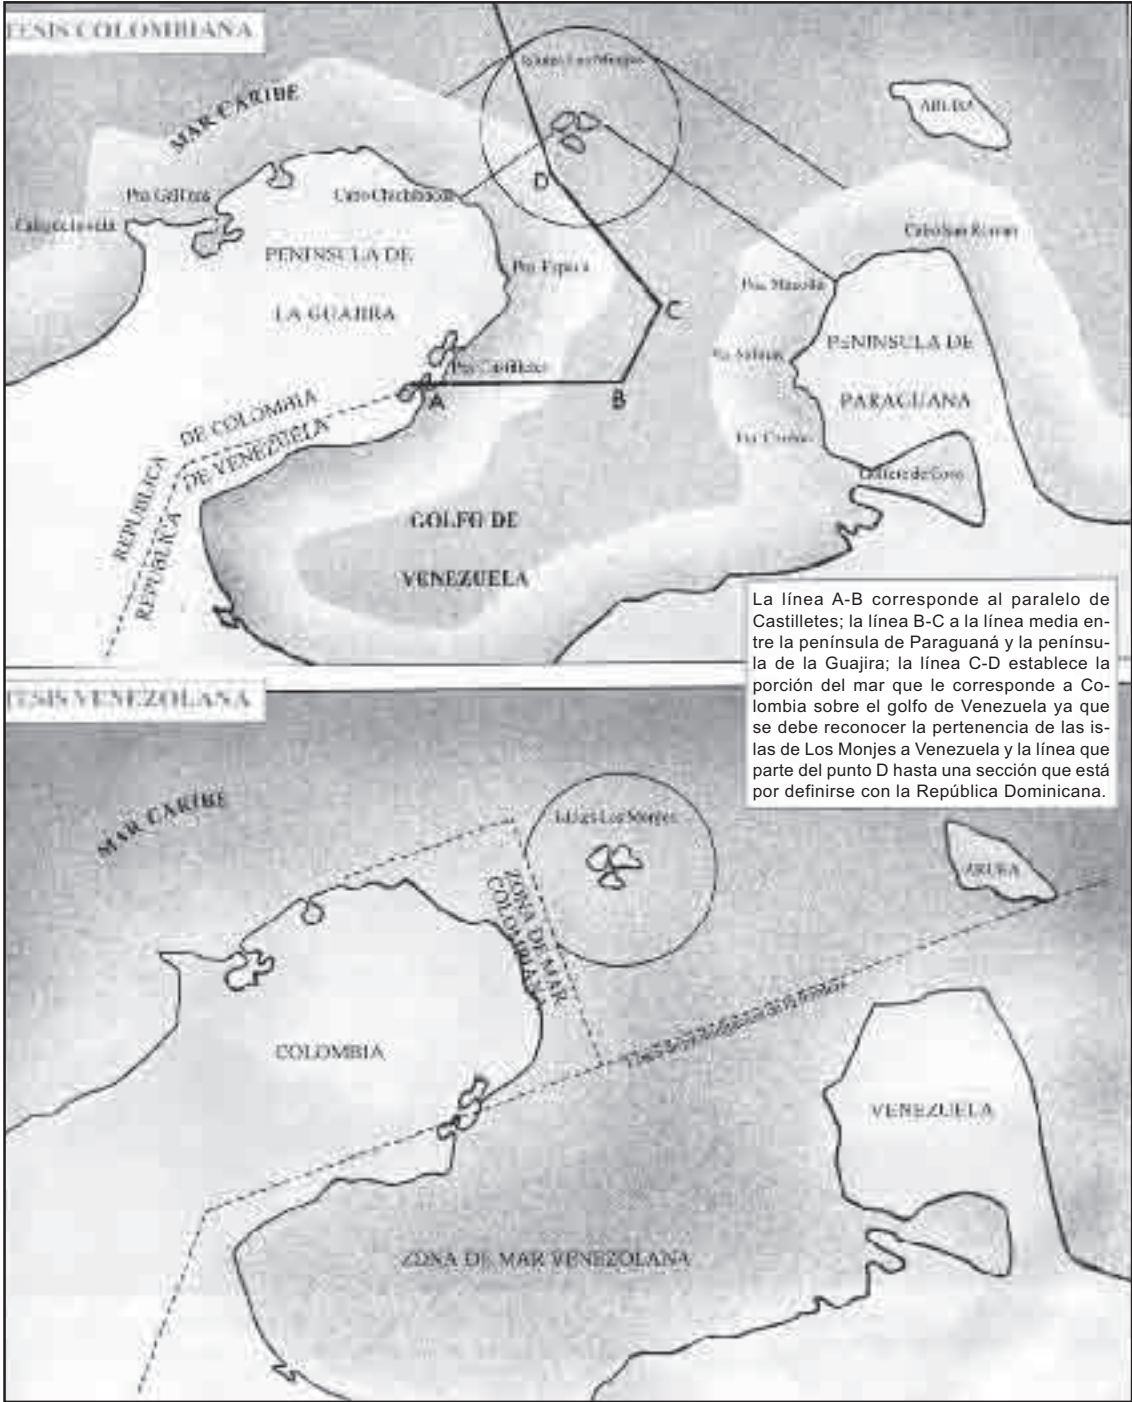 TESIS COLOMBIANA
Islotes Los Monjes
MAR CARIBE
ARUBA
D
Pta Gallinas
Cabo Chichibacoa
Cabo de la vela
Cabo San Roman
PENINSULA DE
LA GUAJIRA
Pta Espada
Pta Macolla
C
Pta Salinas
PENINSULA DE
PARAGUANA
Pta Castilletes
A
B
REPUBLICA DE COLOMBIA
REPUBLICA DE VENEZUELA
Golfete de Coro
GOLFO DE
VENEZUELA
La línea A-B corresponde al paralelo de
Castilletes; la línea B-C a la línea media en-
tre la península de Paraguaná y la penínsu-
la de la Guajira; la línea C-D establece la
porción del mar que le corresponde a Co-
lombia sobre el golfo de Venezuela ya que
se debe reconocer la pertenencia de las is-
las de Los Monjes a Venezuela y la línea que
parte del punto D hasta una sección que está
por definirse con la República Dominicana.
TESIS VENEZOLANA
MAR CARIBE
Islotes Los Monjes
ARUBA
ZONA DE MAR
COLOMBIANA
COLOMBIA
VENEZUELA
ZONA DE MAR VENEZOLANA